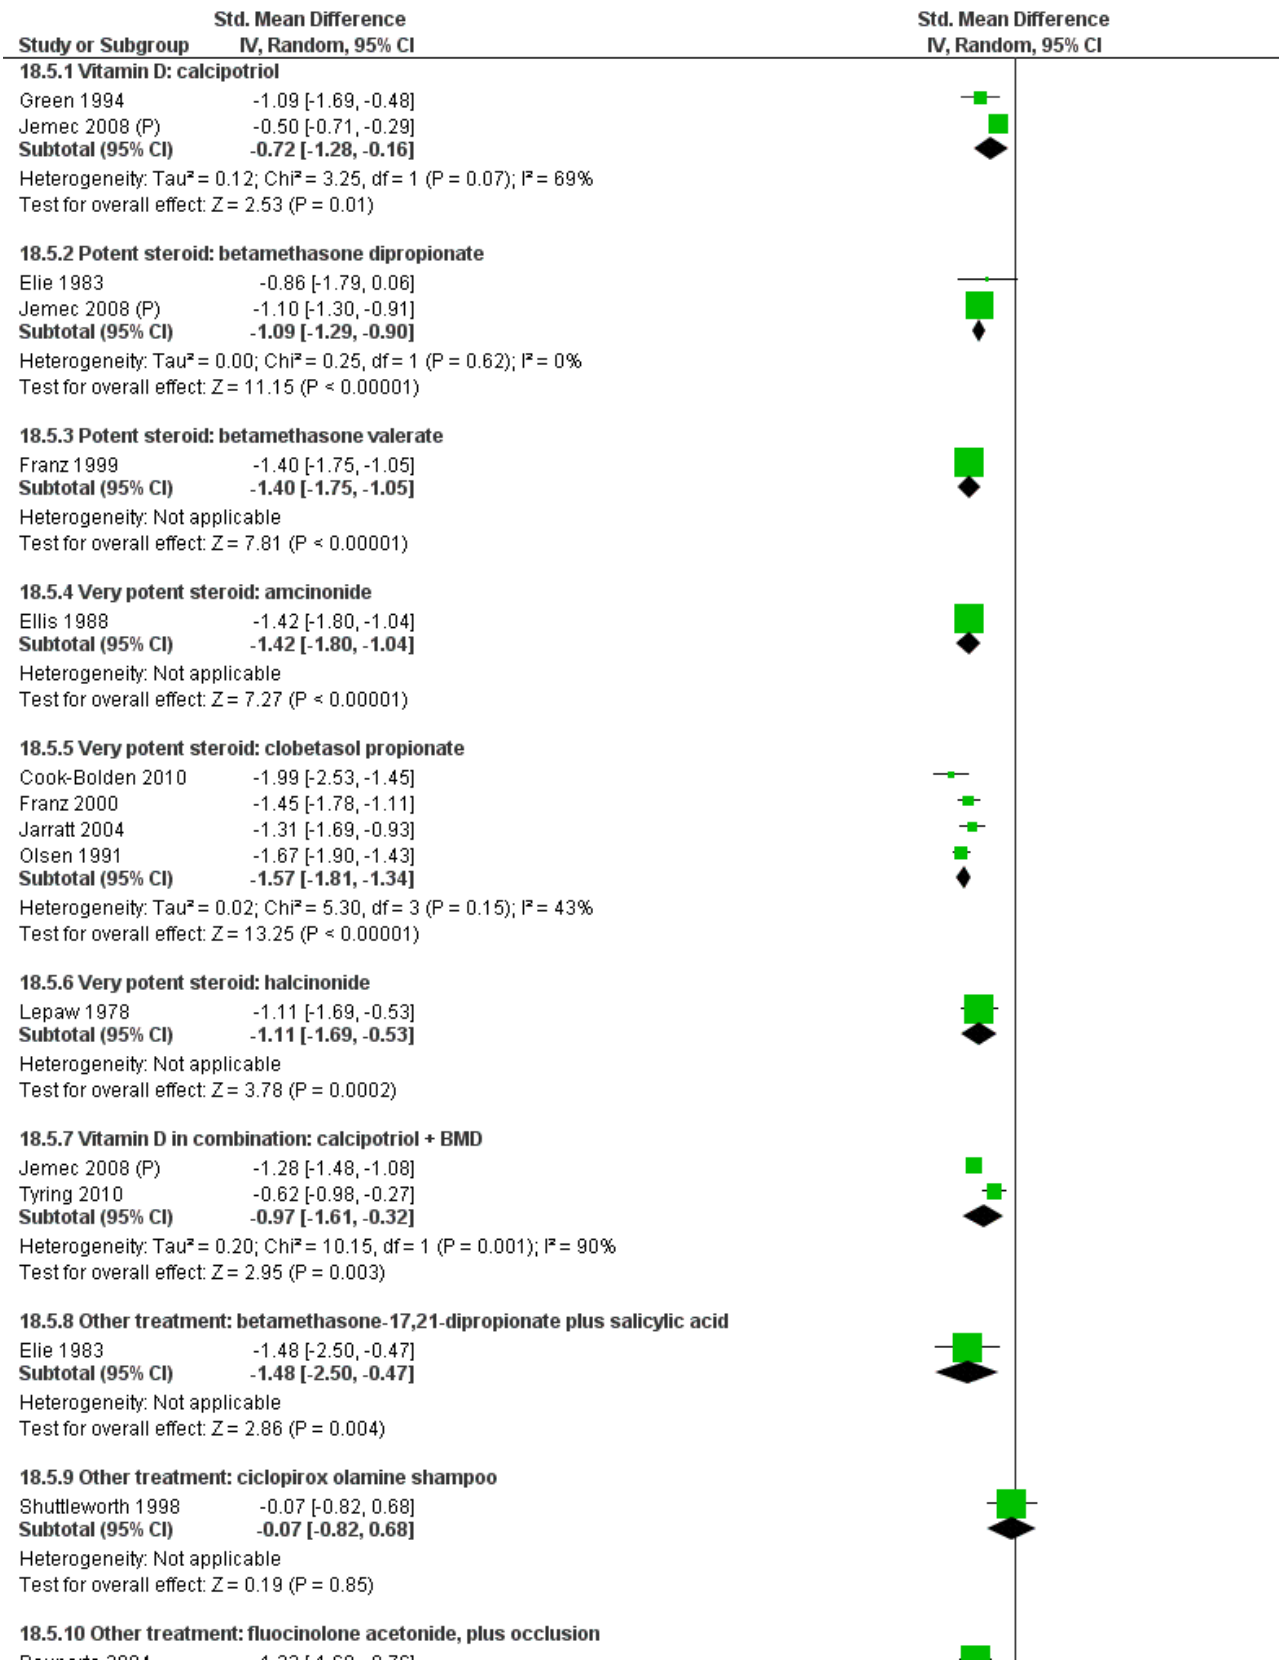 Std. Mean Difference Std. Mean Difference
Study or Subgroup IV, Random, 95% CI IV, Random, 95% CI
18.5.1 Vitamin D: calcipotriol
Green 1994 -1.09 [-1.69, -0.48]
Jemec 2008 (P) -0.50 [-0.71, -0.29]
Subtotal (95% CI) -0.72 [-1.28, -0.16]
Heterogeneity: Tau² = 0.12; Chi² = 3.25, df = 1 (P = 0.07); I² = 69%
Test for overall effect: Z = 2.53 (P = 0.01)
18.5.2 Potent steroid: betamethasone dipropionate
Elie 1983 -0.86 [-1.79, 0.06]
Jemec 2008 (P) -1.10 [-1.30, -0.91]
Subtotal (95% CI) -1.09 [-1.29, -0.90]
Heterogeneity: Tau² = 0.00; Chi² = 0.25, df = 1 (P = 0.62); I² = 0%
Test for overall effect: Z = 11.15 (P < 0.00001)
18.5.3 Potent steroid: betamethasone valerate
Franz 1999 -1.40 [-1.75, -1.05]
Subtotal (95% CI) -1.40 [-1.75, -1.05]
Heterogeneity: Not applicable
Test for overall effect: Z = 7.81 (P < 0.00001)
18.5.4 Very potent steroid: amcinonide
Ellis 1988 -1.42 [-1.80, -1.04]
Subtotal (95% CI) -1.42 [-1.80, -1.04]
Heterogeneity: Not applicable
Test for overall effect: Z = 7.27 (P < 0.00001)
18.5.5 Very potent steroid: clobetasol propionate
Cook-Bolden 2010 -1.99 [-2.53, -1.45]
Franz 2000 -1.45 [-1.78, -1.11]
Jarratt 2004 -1.31 [-1.69, -0.93]
Olsen 1991 -1.67 [-1.90, -1.43]
Subtotal (95% CI) -1.57 [-1.81, -1.34]
Heterogeneity: Tau² = 0.02; Chi² = 5.30, df = 3 (P = 0.15); I² = 43%
Test for overall effect: Z = 13.25 (P < 0.00001)
18.5.6 Very potent steroid: halcinonide
Lepaw 1978 -1.11 [-1.69, -0.53]
Subtotal (95% CI) -1.11 [-1.69, -0.53]
Heterogeneity: Not applicable
Test for overall effect: Z = 3.78 (P = 0.0002)
18.5.7 Vitamin D in combination: calcipotriol + BMD
Jemec 2008 (P) -1.28 [-1.48, -1.08]
Tyring 2010 -0.62 [-0.98, -0.27]
Subtotal (95% CI) -0.97 [-1.61, -0.32]
Heterogeneity: Tau² = 0.20; Chi² = 10.15, df = 1 (P = 0.001); I² = 90%
Test for overall effect: Z = 2.95 (P = 0.003)
18.5.8 Other treatment: betamethasone-17,21-dipropionate plus salicylic acid
Elie 1983 -1.48 [-2.50, -0.47]
Subtotal (95% CI) -1.48 [-2.50, -0.47]
Heterogeneity: Not applicable
Test for overall effect: Z = 2.86 (P = 0.004)
18.5.9 Other treatment: ciclopirox olamine shampoo
Shuttleworth 1998 -0.07 [-0.82, 0.68]
Subtotal (95% CI) -0.07 [-0.82, 0.68]
Heterogeneity: Not applicable
Test for overall effect: Z = 0.19 (P = 0.85)
18.5.10 Other treatment: fluocinolone acetonide, plus occlusion